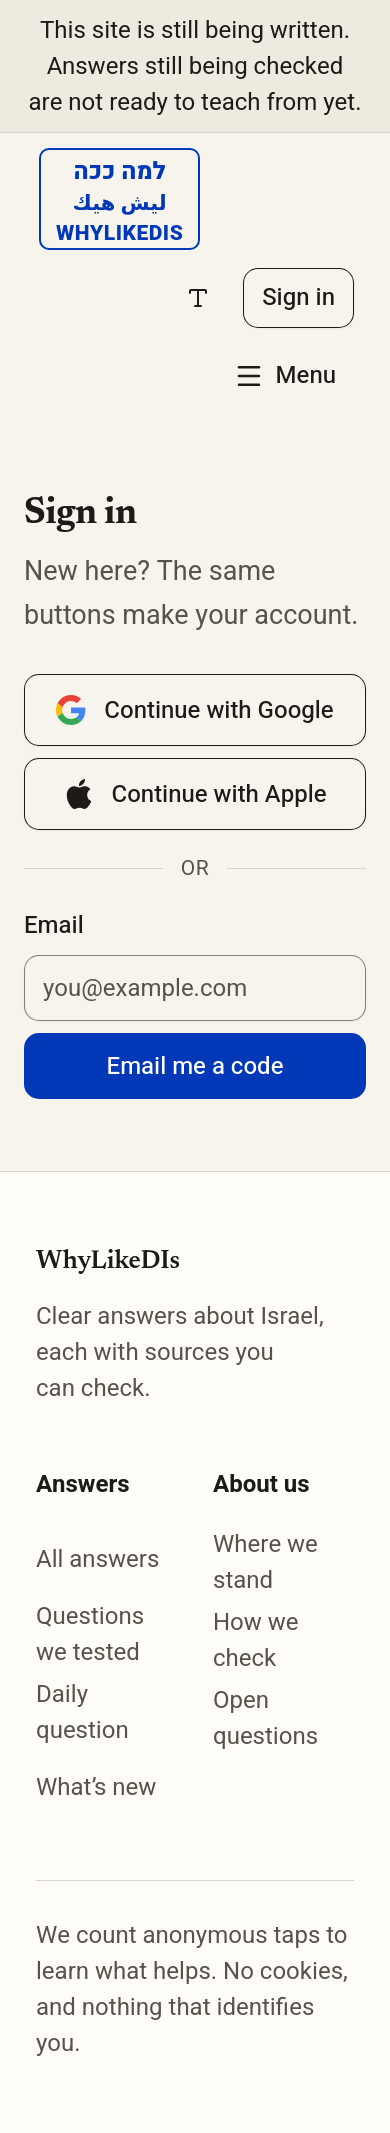 This site is still being written.
Answers still being checked
are not ready to teach from yet.
למה ככה
ليش هيك
WHYLIKEDIS
Sign in
Menu
Sign in
New here? The same
buttons make your account.
Continue with Google
Continue with Apple
OR
Email
you@example.com
Email me a code
WhyLikeDIs
Clear answers about Israel,
each with sources you
can check.
Answers
All answers
Questions
we tested
Daily
question
What’s new
About us
Where we
stand
How we
check
Open
questions
We count anonymous taps to
learn what helps. No cookies,
and nothing that identifies
you.